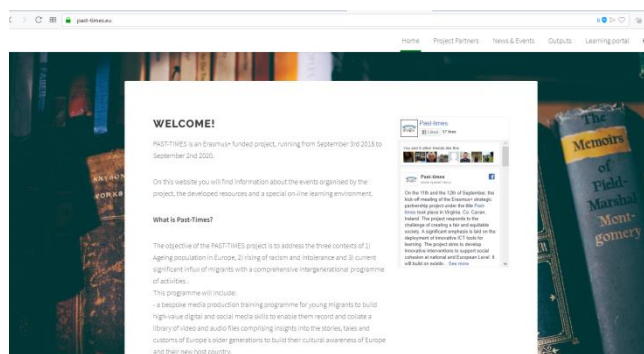 past-times.eu
Home Project Partners News & Events Outputs Learning portal
WELCOME!
PAST-TIMES is an Erasmus+ funded project, running from September 3rd 2018 to
September 2nd 2020.
On this website you will find information about the events organised by the
project, the developed resources and a special on-line learning environment.
What is Past-Times?
The objective of the PAST-TIMES project is to address the three contexts of 1)
Ageing population in Europe, 2) rising of racism and intolerance and 3) current
significant influx of migrants with a comprehensive intergenerational programme
of activities .
This programme will include:
- a bespoke media production training programme for young migrants to build
high-value digital and social media skills to enable them record and collate a
library of video and audio files comprising insights into the stories, tales and
customs of Europe's older generations to build their cultural awareness of Europe
and their new host country.
Past-times
Liked 17 likes
You and 8 other friends like this
Past-times
On the 11th and the 12th of September, the
kick-off meeting of the Erasmus+ strategic
partnership project under the title Past-
times took place in Virginia, Co. Cavan,
Ireland. The project responds to the
challenge of creating a fair and equitable
society. A significant emphasis is laid on the
deployment of innovative ICT tools for
learning. The project aims to develop
innovative interventions to support social
cohesion at national and European Level. It
will build on existin... See more
The
Memoirs
of
Field-
Marshal
Mont-
gomery